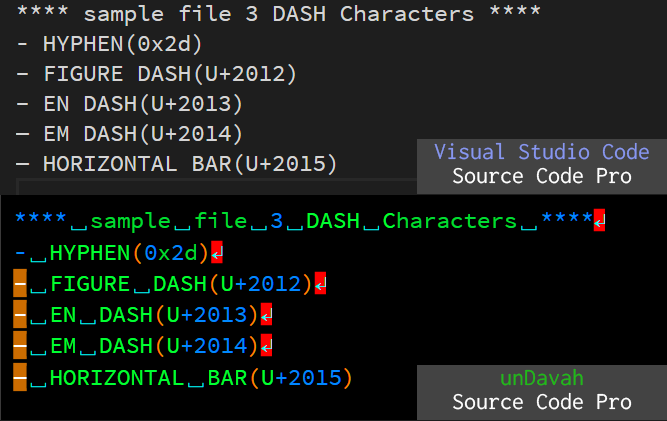 **** sample file 3 DASH Characters ****
- HYPHEN(0x2d)
‒ FIGURE DASH(U+2012)
– EN DASH(U+2013)
— EM DASH(U+2014)
― HORIZONTAL BAR(U+2015)
Visual Studio Code
Source Code Pro
****␣sample␣file␣3␣DASH␣Characters␣****↵
-␣HYPHEN(0x2d)↵
‒␣FIGURE␣DASH(U+2012)↵
–␣EN␣DASH(U+2013)↵
—␣EM␣DASH(U+2014)↵
―␣HORIZONTAL␣BAR(U+2015)
unDavah
Source Code Pro